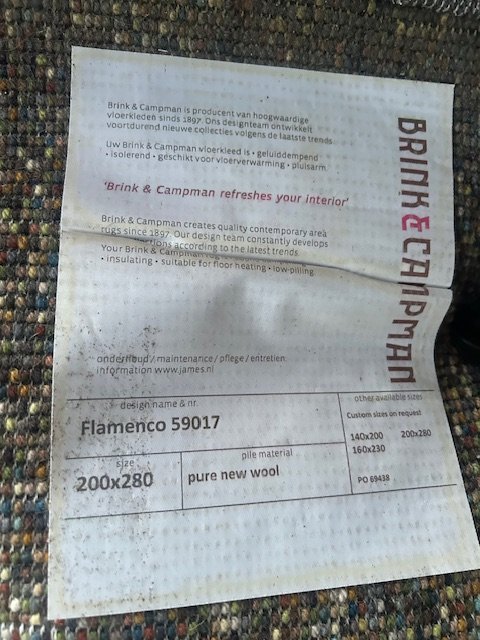 Brink & Campman is producent van hoogwaardige
vloerkleden sinds 1897. Ons designteam ontwikkelt
voortdurend nieuwe collecties volgens de laatste trends
Uw Brink & Campman vloerkleed is • geluiddempend
• isolerend • geschikt voor vloerverwarming • pluisarm
'Brink & Campman refreshes your interior'
Brink & Campman creates quality contemporary area
rugs since 1897. Our design team constantly develops
tions according to the latest trends
Your Brink & Campman rug
• insulating • suitable for floor heating • low pilling
BRINK & CAMPMAN
onderhoud / maintenance / pflege / entretien:
information www.james.nl
design name & nr.
Flamenco 59017
size
200x280
pile material
pure new wool
other available sizes
Custom sizes on request
140x200 200x280
160x230
PO 69438